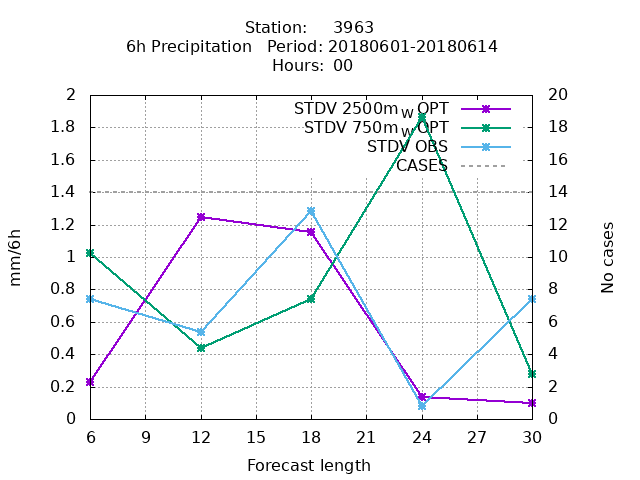 Station: 3963
6h Precipitation Period: 20180601-20180614
Hours: 00
STDV 2500m w OPT
STDV 750m w OPT
STDV OBS
CASES
mm/6h
2
1.8
1.6
1.4
1.2
1
0.8
0.6
0.4
0.2
0
20
18
16
14
12
10
8
6
4
2
0
No cases
6 9 12 15 18 21 24 27 30
Forecast length